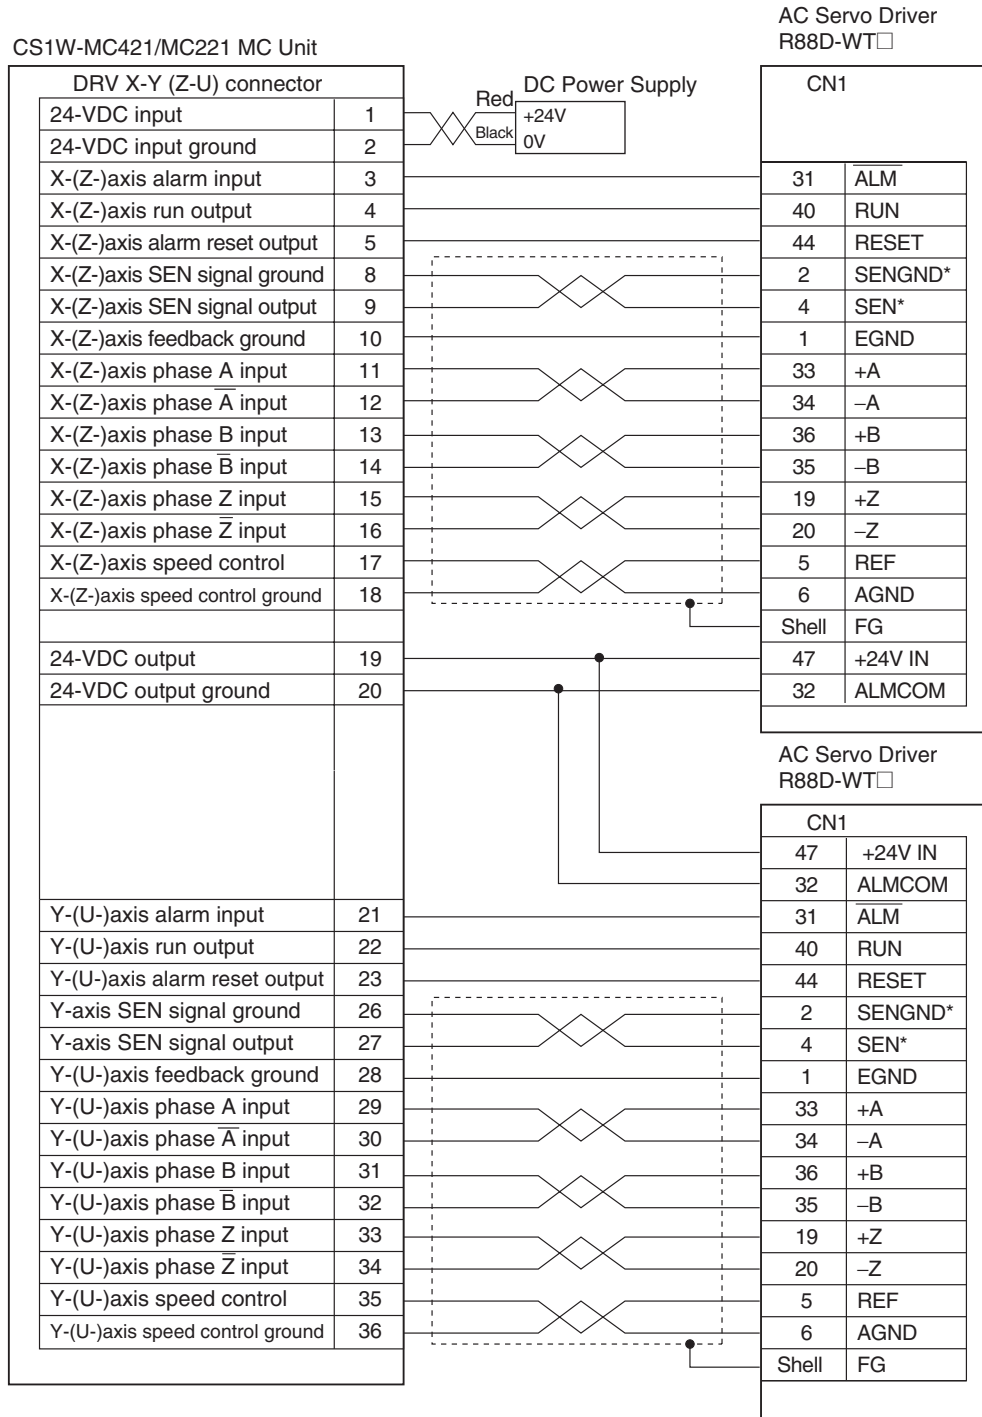 AC Servo Driver
R88D-WT□
CS1W-MC421/MC221 MC Unit
DRV X-Y (Z-U) connector
CN1
DC Power Supply
Red
+24V
Black
0V
24-VDC input 1
24-VDC input ground 2
X-(Z-)axis alarm input 3 31 A̅L̅M̅
X-(Z-)axis run output 4 40 RUN
X-(Z-)axis alarm reset output 5 44 RESET
X-(Z-)axis SEN signal ground 8 2 SENGND*
X-(Z-)axis SEN signal output 9 4 SEN*
X-(Z-)axis feedback ground 10 1 EGND
X-(Z-)axis phase A input 11 33 +A
X-(Z-)axis phase A̅ input 12 34 –A
X-(Z-)axis phase B input 13 36 +B
X-(Z-)axis phase B̅ input 14 35 –B
X-(Z-)axis phase Z input 15 19 +Z
X-(Z-)axis phase Z̅ input 16 20 –Z
X-(Z-)axis speed control 17 5 REF
X-(Z-)axis speed control ground 18 6 AGND
Shell FG
24-VDC output 19 47 +24V IN
24-VDC output ground 20 32 ALMCOM
AC Servo Driver
R88D-WT□
CN1
47 +24V IN
32 ALMCOM
Y-(U-)axis alarm input 21 31 A̅L̅M̅
Y-(U-)axis run output 22 40 RUN
Y-(U-)axis alarm reset output 23 44 RESET
Y-axis SEN signal ground 26 2 SENGND*
Y-axis SEN signal output 27 4 SEN*
Y-(U-)axis feedback ground 28 1 EGND
Y-(U-)axis phase A input 29 33 +A
Y-(U-)axis phase A̅ input 30 34 –A
Y-(U-)axis phase B input 31 36 +B
Y-(U-)axis phase B̅ input 32 35 –B
Y-(U-)axis phase Z input 33 19 +Z
Y-(U-)axis phase Z̅ input 34 20 –Z
Y-(U-)axis speed control 35 5 REF
Y-(U-)axis speed control ground 36 6 AGND
Shell FG